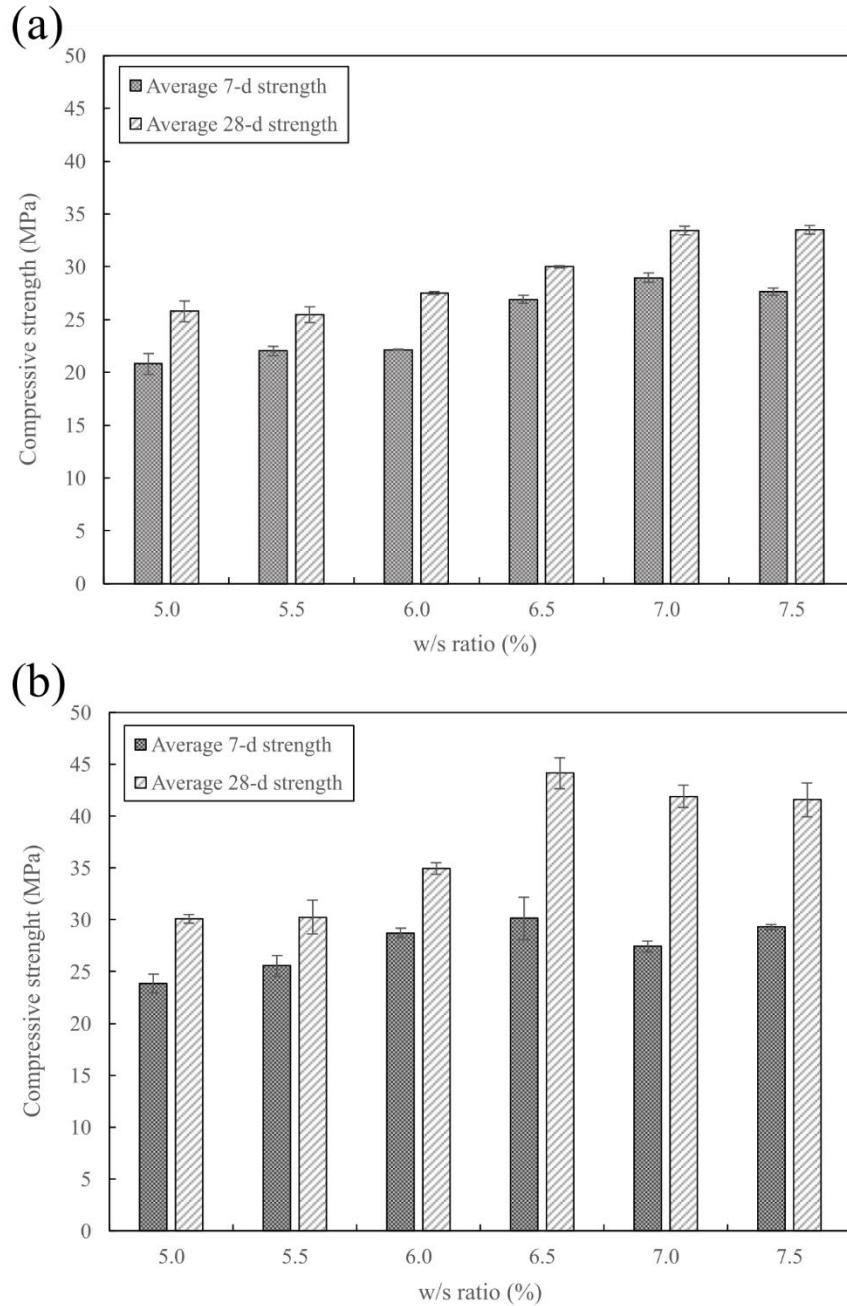 (a)
50
45
40
35
30
25
20
15
10
5
0
Compressive strength (MPa)
Average 7-d strength
Average 28-d strength
5.0 5.5 6.0 6.5 7.0 7.5
w/s ratio (%)
(b)
50
45
40
35
30
25
20
15
10
5
0
Compressive strenght (MPa)
Average 7-d strength
Average 28-d strength
5.0 5.5 6.0 6.5 7.0 7.5
w/s ratio (%)